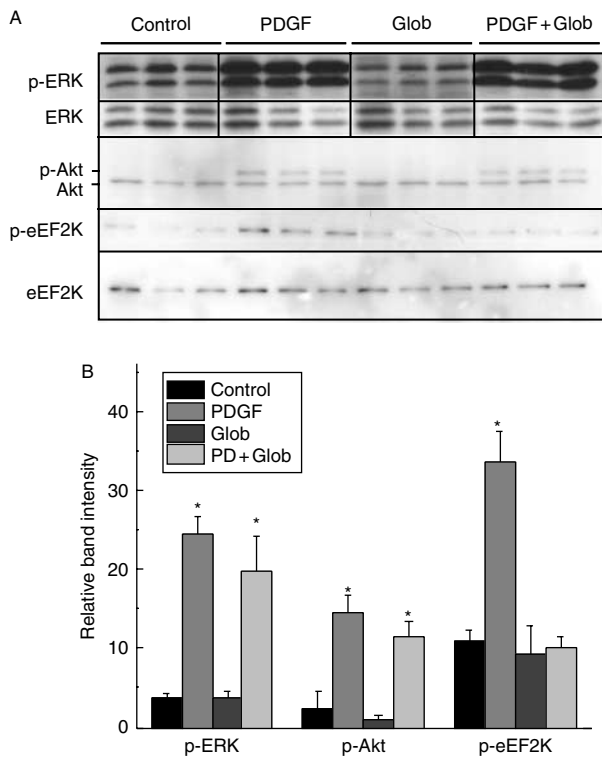 A
Control PDGF Glob PDGF+Glob
p-ERK
ERK
p-Akt
Akt
p-eEF2K
eEF2K
B
Control
PDGF
Glob
PD+Glob
Relative band intensity
40
30
20
10
0
*
*
*
*
*
p-ERK p-Akt p-eEF2K